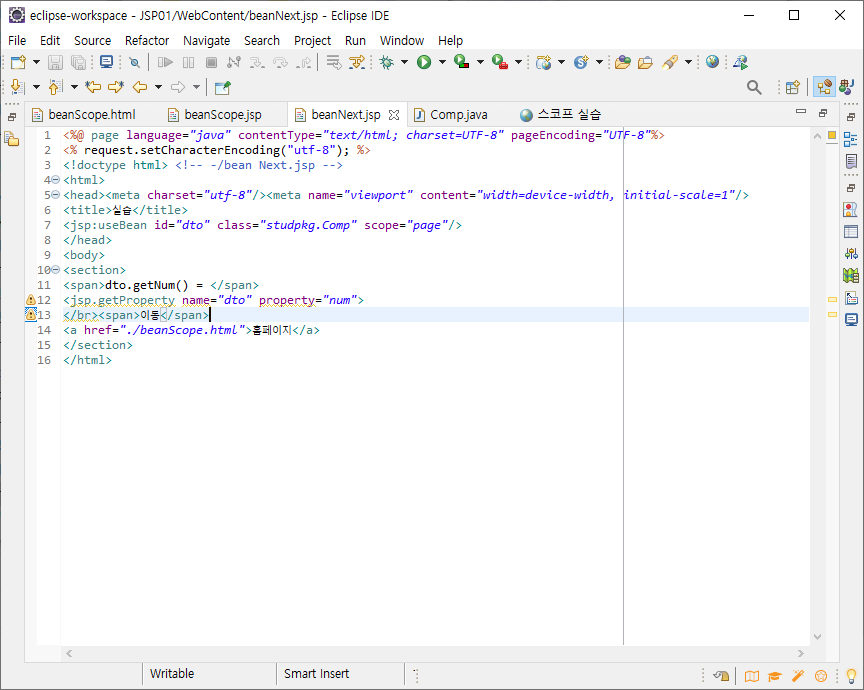 eclipse-workspace - JSP01/WebContent/beanNext.jsp - Eclipse IDE
File Edit Source Refactor Navigate Search Project Run Window Help
beanScope.html beanScope.jsp beanNext.jsp Comp.java 스코프 실습
1 <%@ page language="java" contentType="text/html; charset=UTF-8" pageEncoding="UTF-8"%>
2 <% request.setCharacterEncoding("utf-8"); %>
3 <!doctype html> <!-- ~/bean Next.jsp -->
4 <html>
5 <head><meta charset="utf-8"/><meta name="viewport" content="width=device-width, initial-scale=1"/>
6 <title>실습</title>
7 <jsp:useBean id="dto" class="studpkg.Comp" scope="page"/>
8 </head>
9 <body>
10 <section>
11 <span>dto.getNum() = </span>
12 <jsp.getProperty name="dto" property="num">
13 </br><span>이동</span>
14 <a href="./beanScope.html">홈페이지</a>
15 </section>
16 </html>
Writable Smart Insert